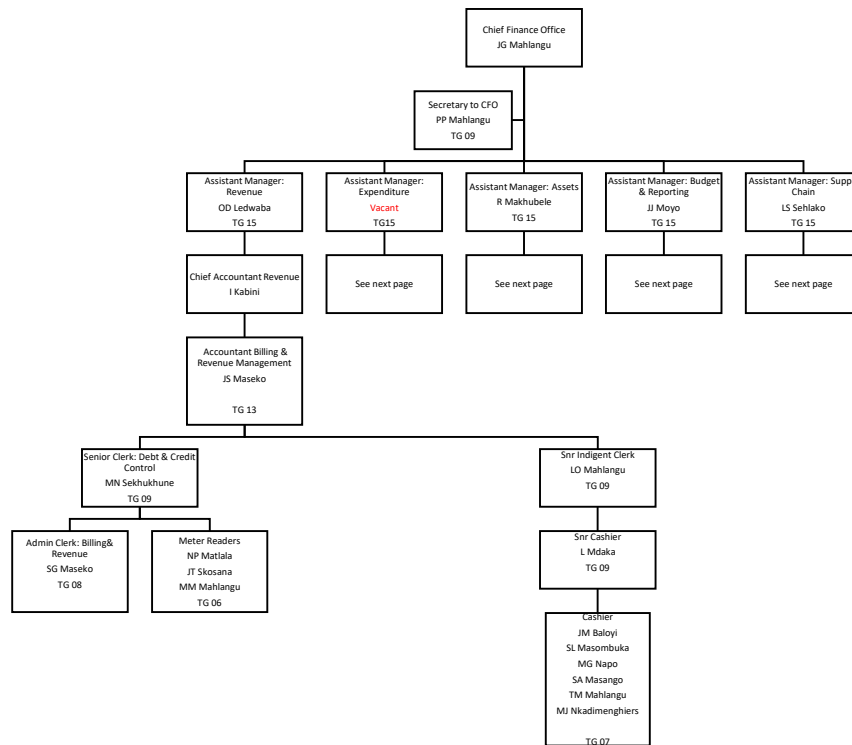 Chief Finance Office
JG Mahlangu
Secretary to CFO
PP Mahlangu
TG 09
Assistant Manager:
Revenue
OD Ledwaba
TG 15
Assistant Manager:
Expenditure
Vacant
TG15
Assistant Manager: Assets
R Makhubele
TG 15
Assistant Manager: Budget
& Reporting
JJ Moyo
TG 15
Assistant Manager: Supp
Chain
LS Sehlako
TG 15
Chief Accountant Revenue
I Kabini
See next page
See next page
See next page
See next page
Accountant Billing &
Revenue Management
JS Maseko
TG 13
Senior Clerk: Debt & Credit
Control
MN Sekhukhune
TG 09
Snr Indigent Clerk
LO Mahlangu
TG 09
Admin Clerk: Billing&
Revenue
SG Maseko
TG 08
Meter Readers
NP Matlala
JT Skosana
MM Mahlangu
TG 06
Snr Cashier
L Mdaka
TG 09
Cashier
JM Baloyi
SL Masombuka
MG Napo
SA Masango
TM Mahlangu
MJ Nkadimenghiers
TG 07